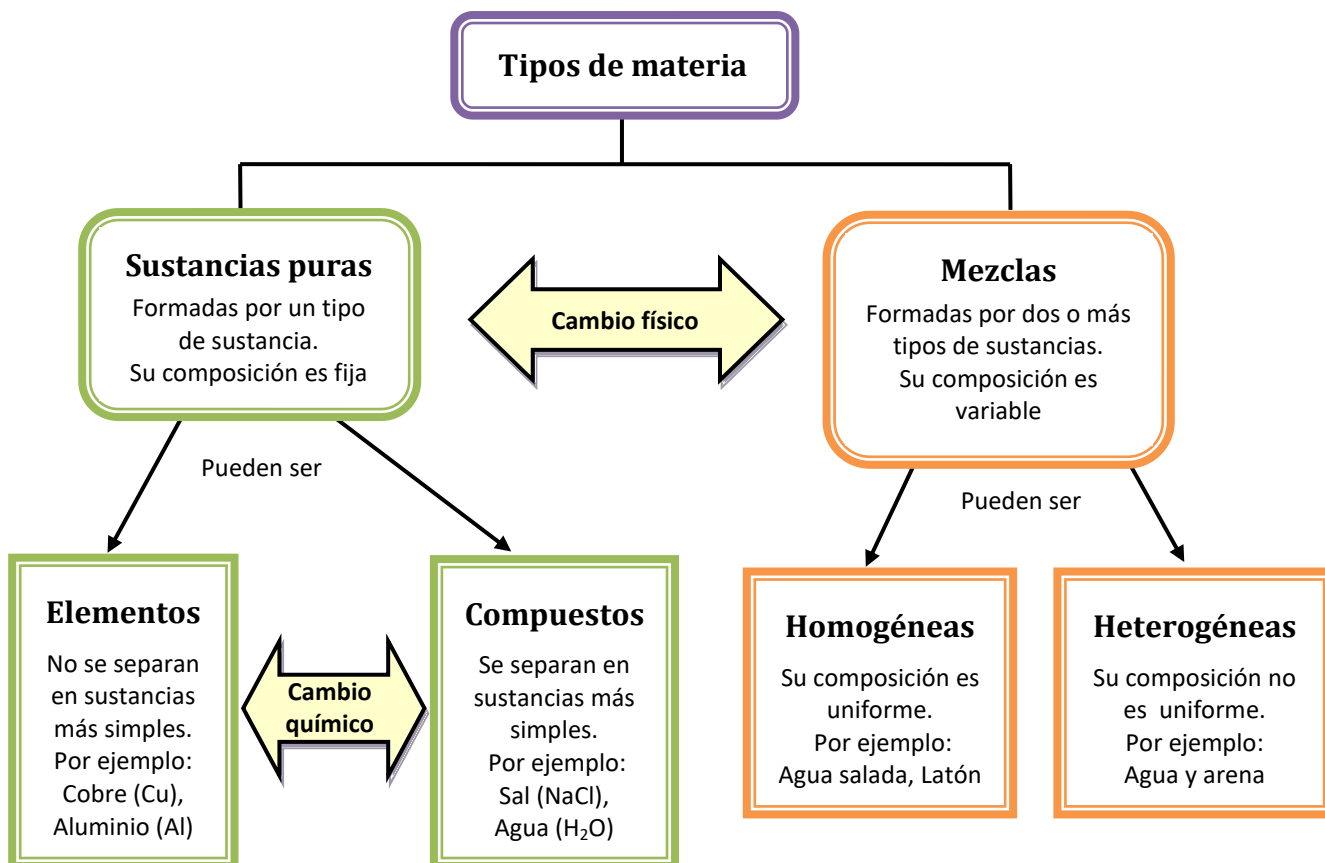 Tipos de materia
Sustancias puras
Formadas por un tipo
de sustancia.
Su composición es fija
Cambio físico
Mezclas
Formadas por dos o más
tipos de sustancias.
Su composición es
variable
Pueden ser
Pueden ser
Elementos
No se separan
en sustancias
más simples.
Por ejemplo:
Cobre (Cu),
Aluminio (Al)
Cambio
químico
Compuestos
Se separan en
sustancias más
simples.
Por ejemplo:
Sal (NaCl),
Agua (H₂O)
Homogéneas
Su composición es
uniforme.
Por ejemplo:
Agua salada, Latón
Heterogéneas
Su composición no
es uniforme.
Por ejemplo:
Agua y arena